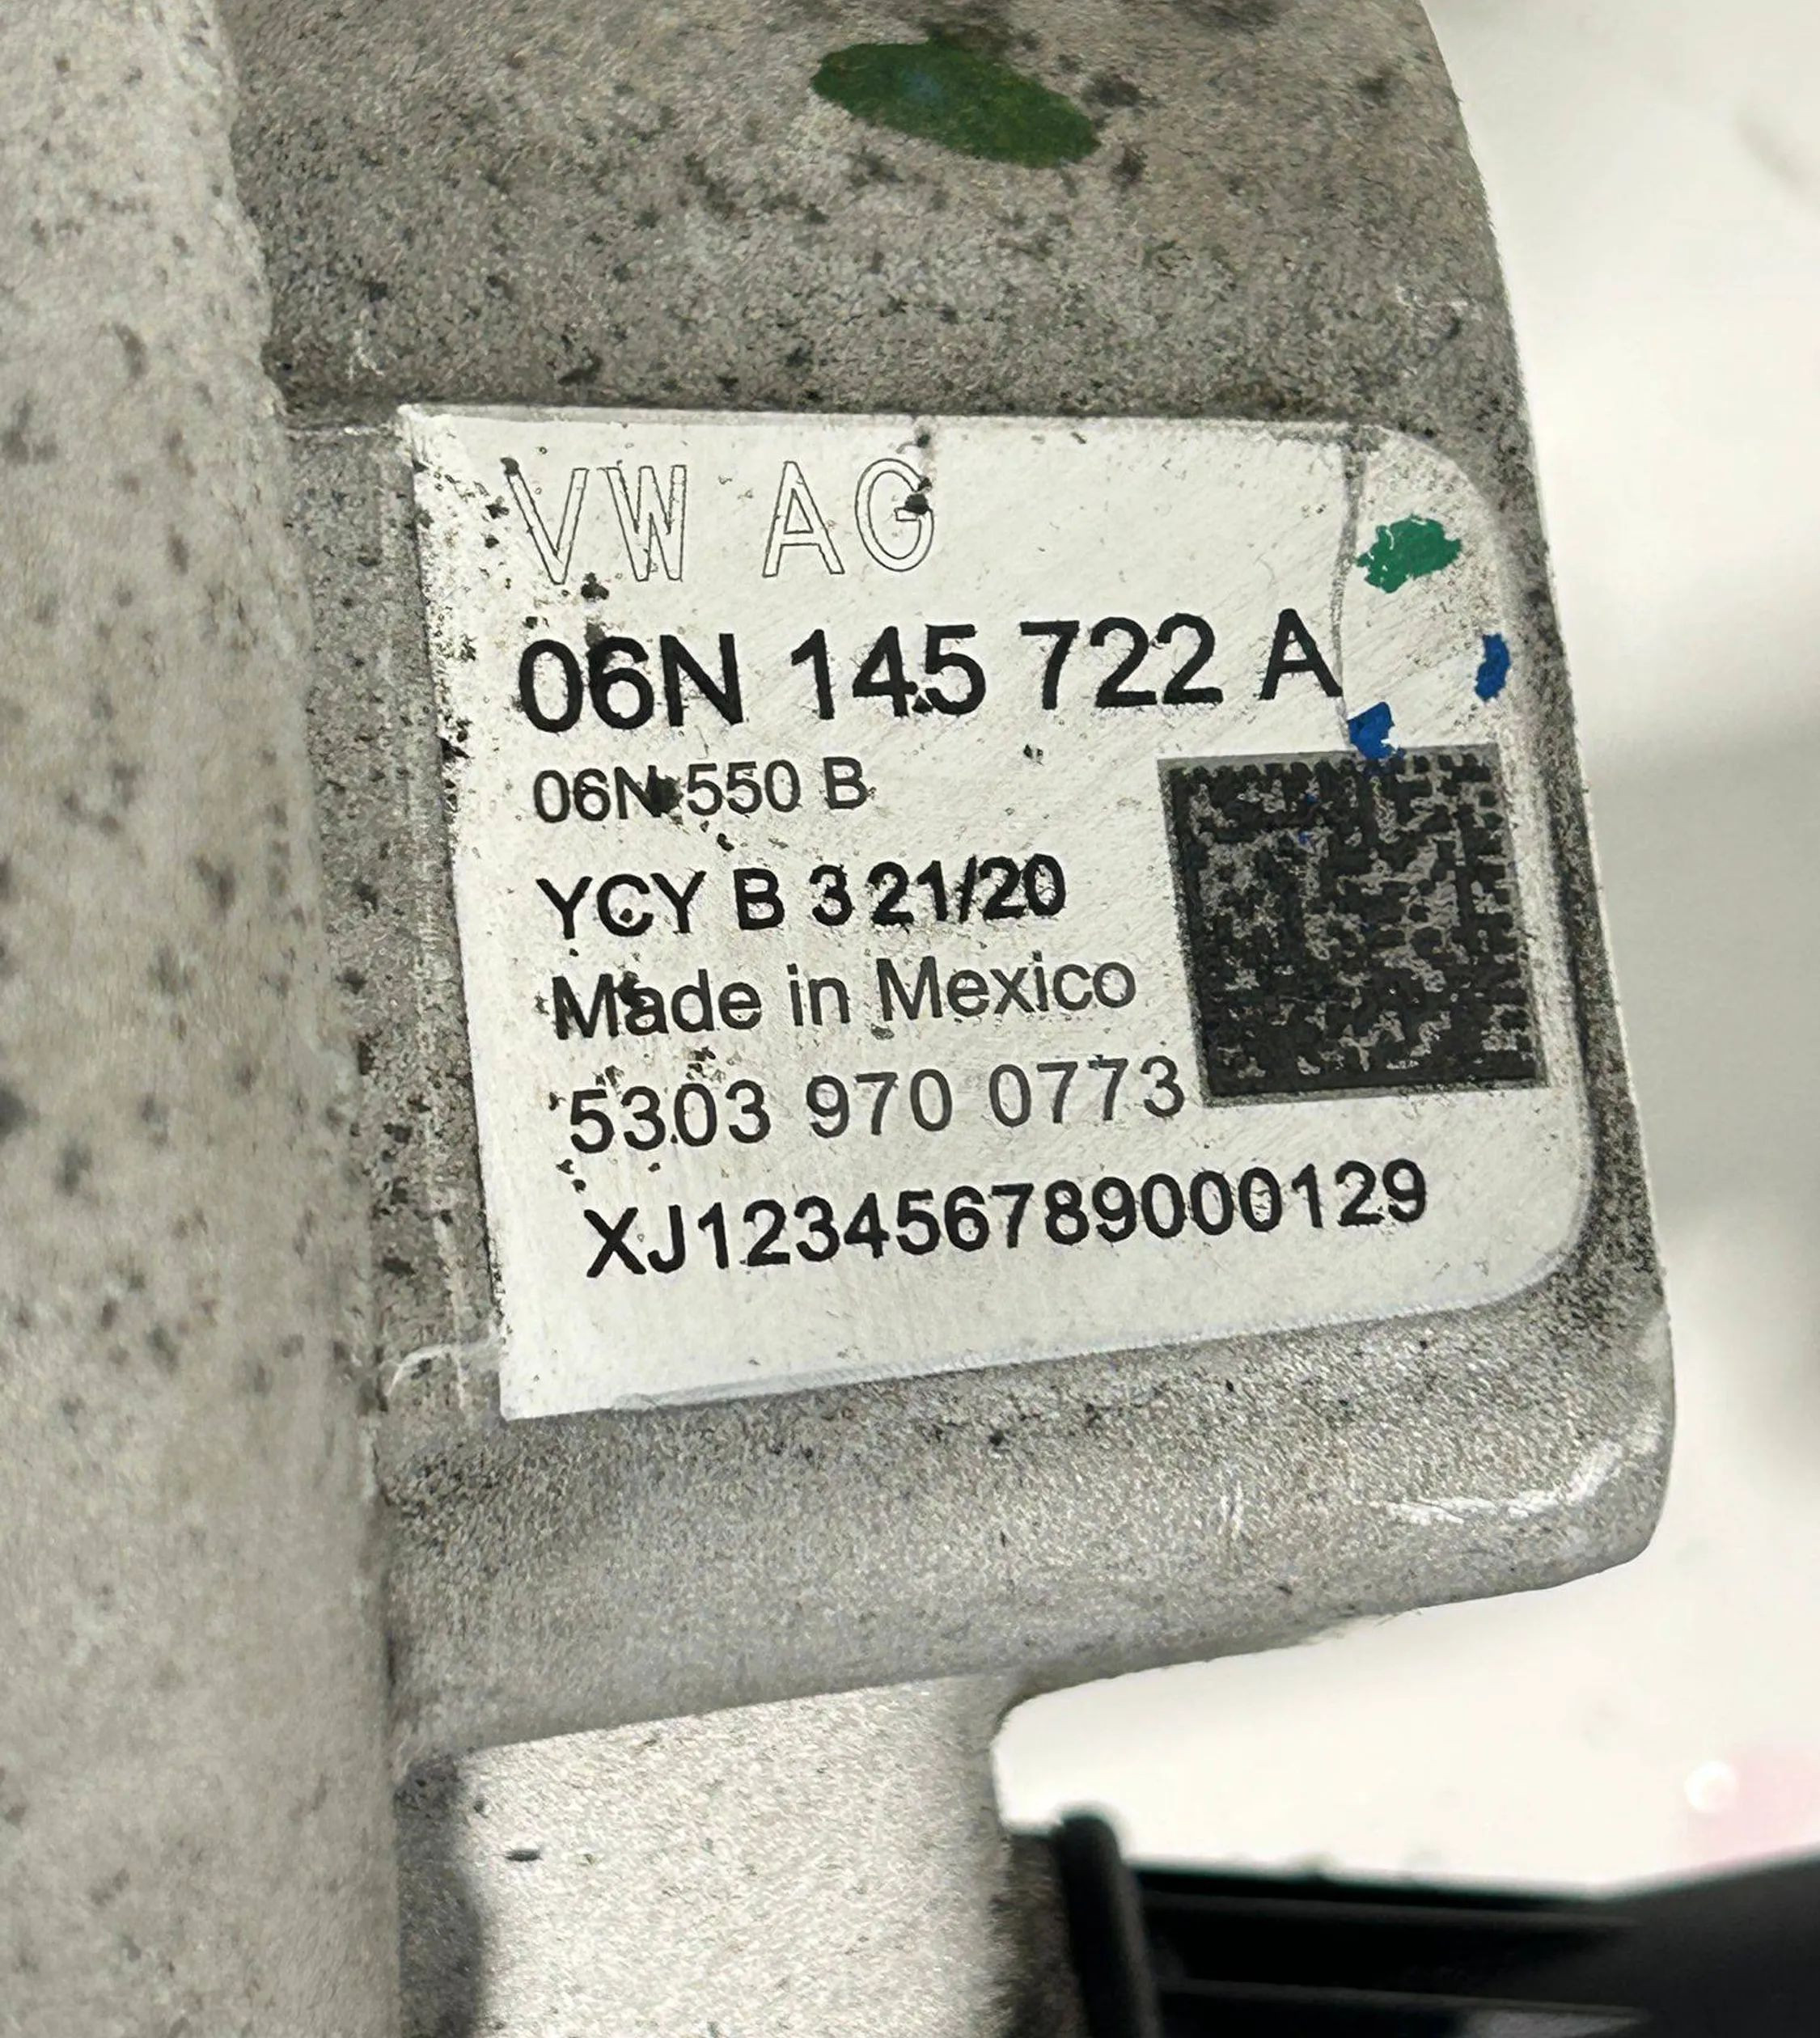 VW AG
06N 145 722 A
06N 550 B
YCY B 3 21/20
Made in Mexico
5303 970 0773
XJ123456789000129